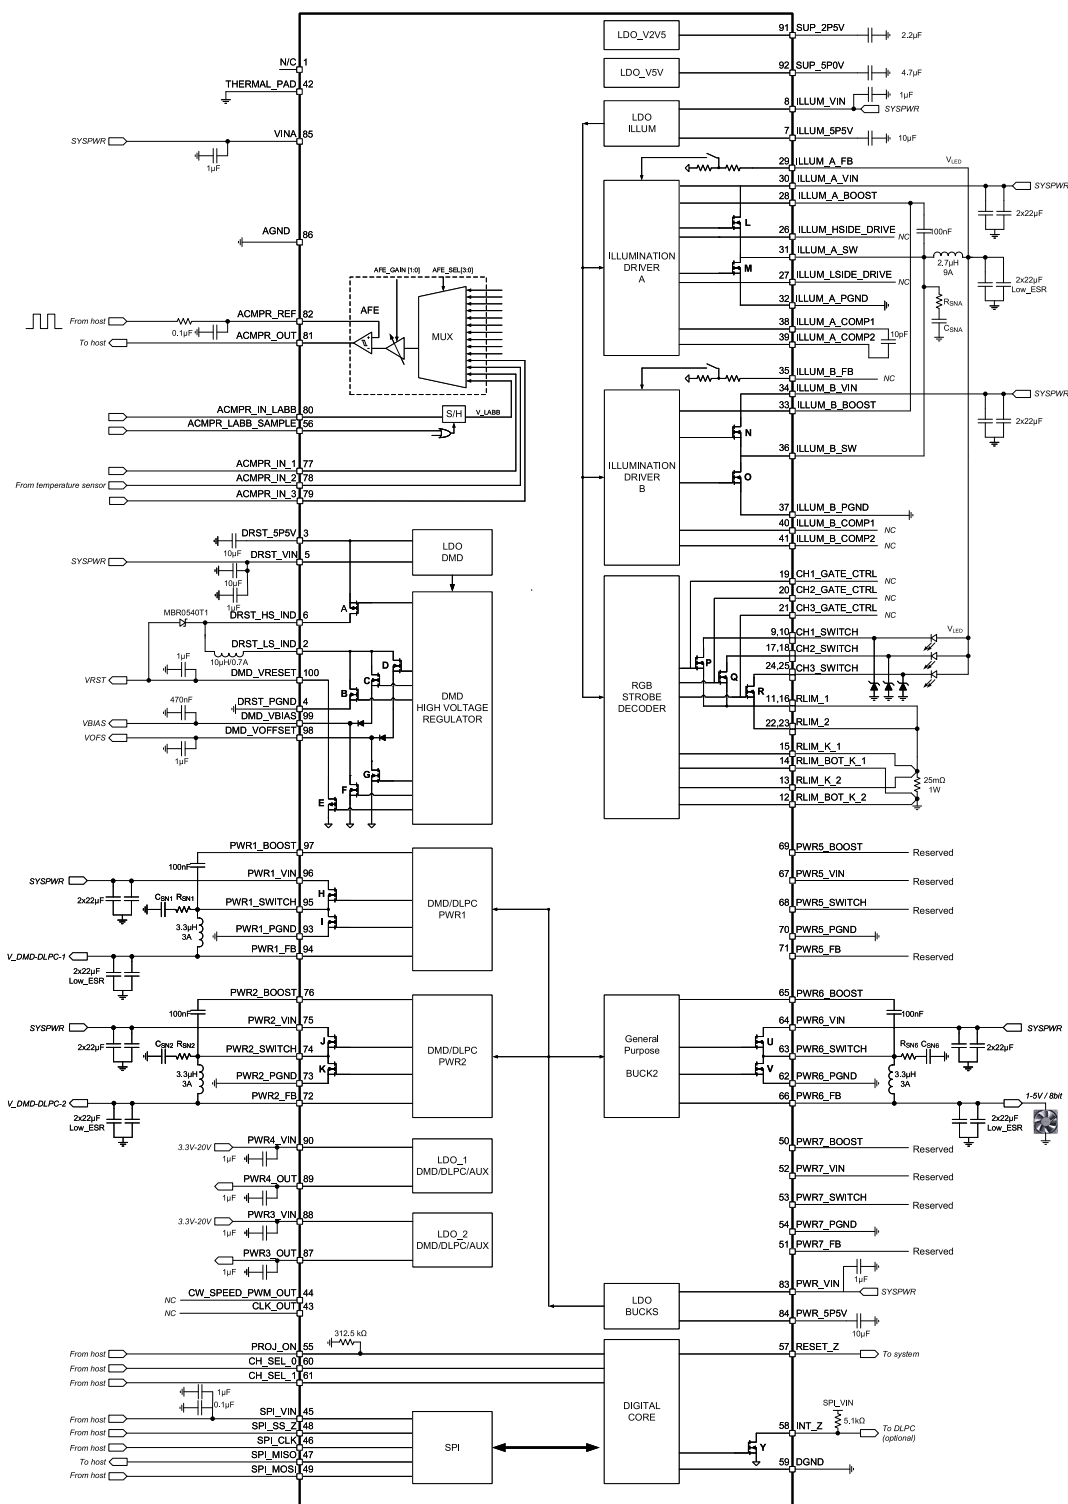 N/C 1
THERMAL_PAD 42
SYSPWR VINA 85
1µF
AGND 86
AFE_GAIN [1:0] AFE_SEL[3:0]
AFE
MUX
From host ACMPR_REF 82
0.1µF
To host ACMPR_OUT 81
ACMPR_IN_LABB 80
S/H V_LABB
ACMPR_LABB_SAMPLE 56
ACMPR_IN_1 77
From temperature sensor ACMPR_IN_2 78
ACMPR_IN_3 79
DRST_5P5V 3
10µF
LDO
DMD
SYSPWR DRST_VIN 5
10µF
1µF
MBR0540T1
DRST_HS_IND 6
A
DRST_LS_IND 2
10µH/0.7A
1µF
VRST DMD_VRESET 100
B C D
470nF
DRST_PGND 4
VBIAS DMD_VBIAS 99
VOFS DMD_VOFFSET 98
1µF
DMD
HIGH VOLTAGE
REGULATOR
E F G
PWR1_BOOST 97
100nF
SYSPWR PWR1_VIN 96
2x22µF
CSN1 RSN1
PWR1_SWITCH 95
H
I
3.3µH
3A
PWR1_PGND 93
V_DMD-DLPC-1 PWR1_FB 94
2x22µF
Low_ESR
DMD/DLPC
PWR1
PWR2_BOOST 76
100nF
SYSPWR PWR2_VIN 75
2x22µF
CSN2 RSN2
PWR2_SWITCH 74
J
K
3.3µH
3A
PWR2_PGND 73
V_DMD-DLPC-2 PWR2_FB 72
2x22µF
Low_ESR
DMD/DLPC
PWR2
3.3V-20V PWR4_VIN 90
1µF
PWR4_OUT 89
1µF
LDO_1
DMD/DLPC/AUX
3.3V-20V PWR3_VIN 88
1µF
PWR3_OUT 87
1µF
LDO_2
DMD/DLPC/AUX
NC CW_SPEED_PWM_OUT 44
NC CLK_OUT 43
312.5 kΩ
From host PROJ_ON 55
From host CH_SEL_0 60
From host CH_SEL_1 61
1µF
0.1µF
From host SPI_VIN 45
From host SPI_SS_Z 48
From host SPI_CLK 46
To host SPI_MISO 47
From host SPI_MOSI 49
SPI
LDO_V2V5
91 SUP_2P5V
2.2µF
LDO_V5V
92 SUP_5P0V
4.7µF
LDO
ILLUM
1µF
8 ILLUM_VIN SYSPWR
7 ILLUM_5P5V
10µF
29 ILLUM_A_FB VLED
30 ILLUM_A_VIN SYSPWR
28 ILLUM_A_BOOST
2x22µF
100nF
L
26 ILLUM_HSIDE_DRIVE NC
31 ILLUM_A_SW
2.7µH
9A
M
27 ILLUM_LSIDE_DRIVE NC
2x22µF
Low_ESR
32 ILLUM_A_PGND
RSNA
CSNA
38 ILLUM_A_COMP1
10pF
39 ILLUM_A_COMP2
ILLUMINATION
DRIVER
A
35 ILLUM_B_FB NC
34 ILLUM_B_VIN SYSPWR
33 ILLUM_B_BOOST
2x22µF
N
36 ILLUM_B_SW
O
ILLUMINATION
DRIVER
B
37 ILLUM_B_PGND
40 ILLUM_B_COMP1 NC
41 ILLUM_B_COMP2 NC
19 CH1_GATE_CTRL NC
20 CH2_GATE_CTRL NC
21 CH3_GATE_CTRL NC
9,10 CH1_SWITCH VLED
17,18 CH2_SWITCH
24,25 CH3_SWITCH
P
Q
R
RGB
STROBE
DECODER
11,16 RLIM_1
22,23 RLIM_2
15 RLIM_K_1
14 RLIM_BOT_K_1
13 RLIM_K_2
25mΩ
1W
12 RLIM_BOT_K_2
69 PWR5_BOOST Reserved
67 PWR5_VIN Reserved
68 PWR5_SWITCH Reserved
70 PWR5_PGND
71 PWR5_FB Reserved
65 PWR6_BOOST
100nF
64 PWR6_VIN SYSPWR
U
63 PWR6_SWITCH
RSN6 CSN6
2x22µF
V
3.3µH
3A
62 PWR6_PGND
66 PWR6_FB
1-5V / 8bit
2x22µF
Low_ESR
General
Purpose
BUCK2
50 PWR7_BOOST Reserved
52 PWR7_VIN Reserved
53 PWR7_SWITCH Reserved
54 PWR7_PGND
51 PWR7_FB Reserved
1µF
83 PWR_VIN SYSPWR
84 PWR_5P5V
10µF
LDO
BUCKS
57 RESET_Z To system
DIGITAL
CORE
SPI_VIN
5.1kΩ
58 INT_Z To DLPC
(optional)
Y
59 DGND